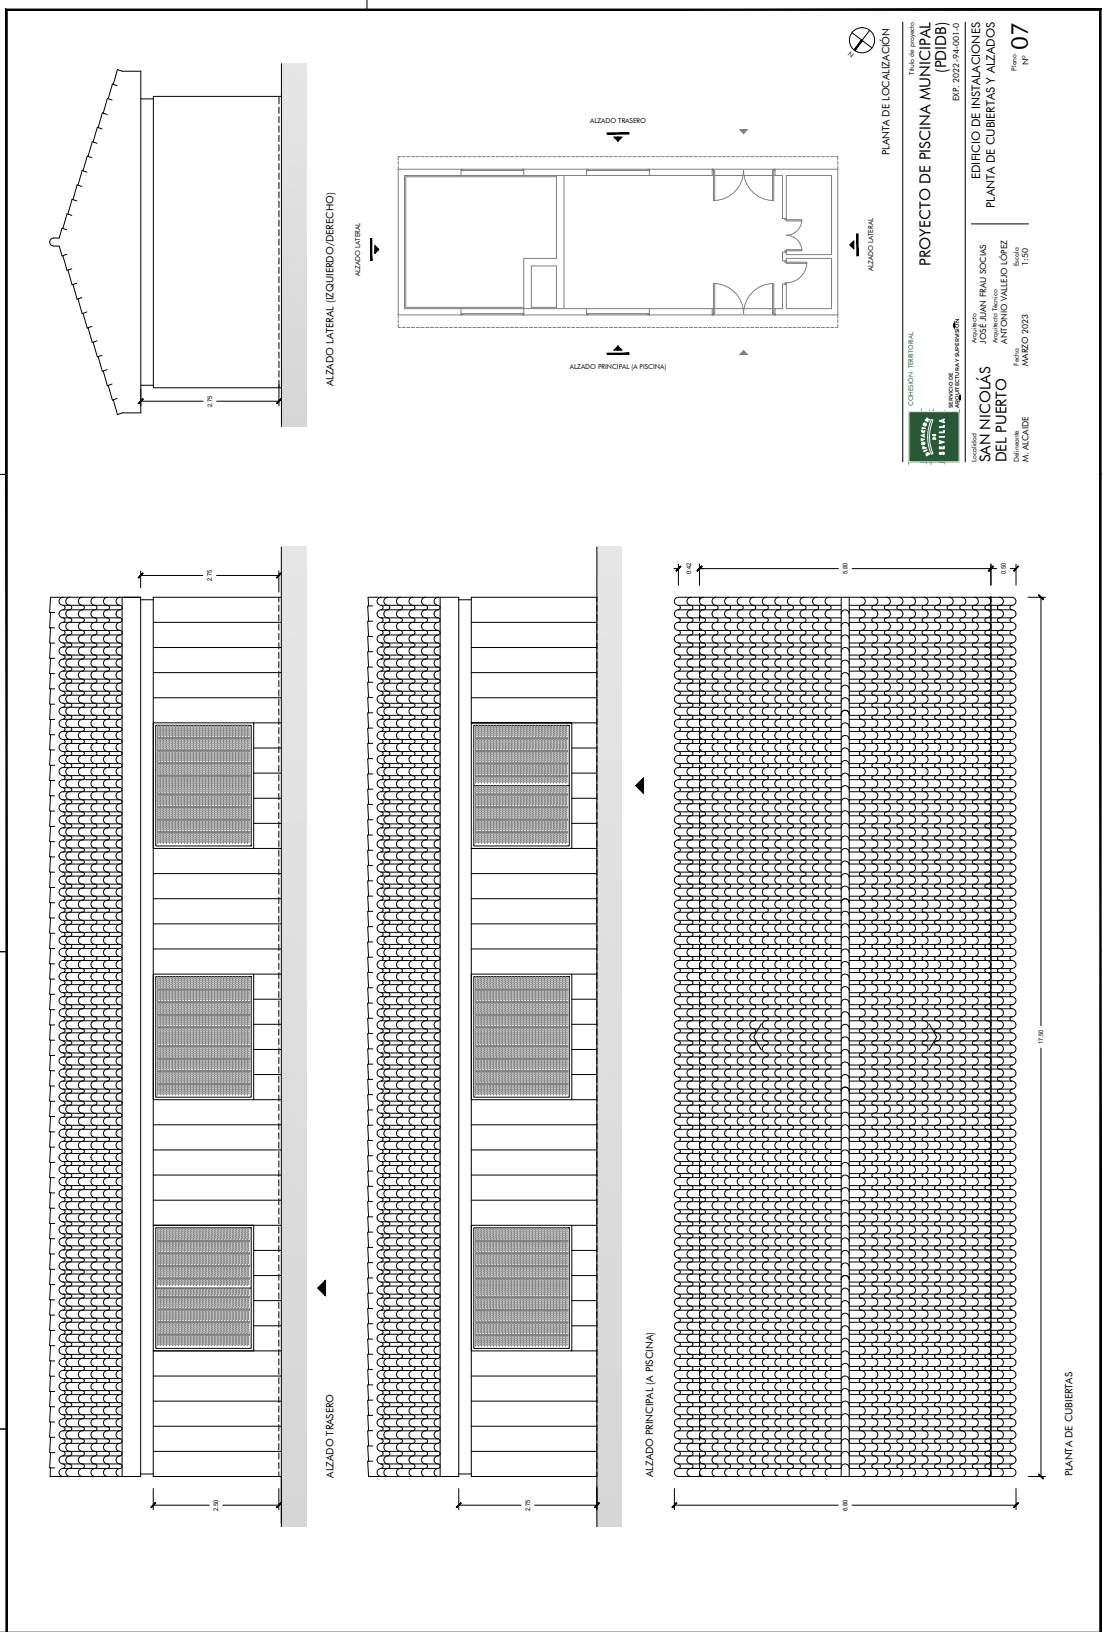 2.50
2.75
ALZADO TRASERO
2.75
ALZADO PRINCIPAL (A PISCINA)
6.80
17.50
0.42
5.80
0.50
PLANTA DE CUBIERTAS
2.75
ALZADO LATERAL (IZQUIERDO/DERECHO)
ALZADO LATERAL
ALZADO TRASERO
ALZADO PRINCIPAL (A PISCINA)
ALZADO LATERAL
N
PLANTA DE LOCALIZACIÓN
DIPUTACIÓN
DE
SEVILLA
COHESIÓN TERRITORIAL
SERVICIO DE
ARQUITECTURA Y SUPERVISIÓN
Título de proyecto
PROYECTO DE PISCINA MUNICIPAL
(PDIDB)
EXP. 2022-94-001-0
Localidad
SAN NICOLÁS
DEL PUERTO
Arquitecto
JOSÉ JUAN FRAU SOCIAS
Arquitecto Técnico
ANTONIO VALLEJO LÓPEZ
EDIFICIO DE INSTALACIONES
PLANTA DE CUBIERTAS Y ALZADOS
Delineante
M. ALCAIDE
Fecha
MARZO 2023
Escala
1:50
Plano
Nº 07